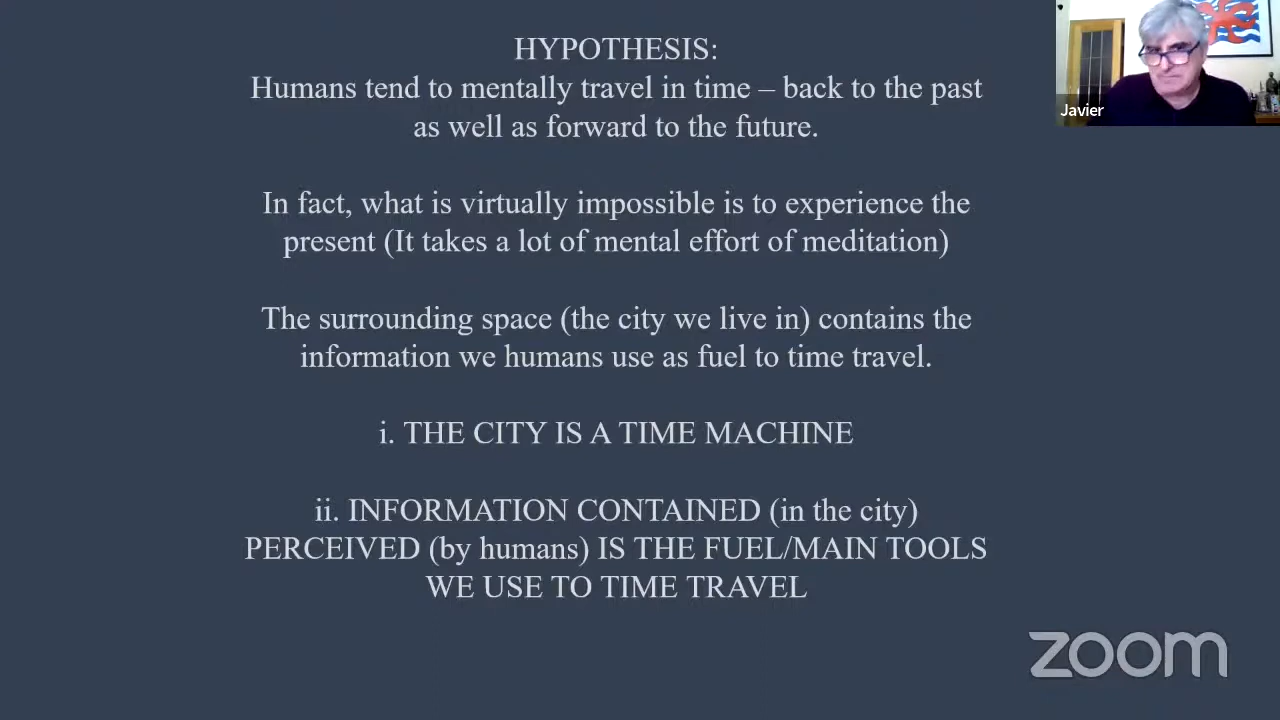 HYPOTHESIS:
Humans tend to mentally travel in time – back to the past
as well as forward to the future.
In fact, what is virtually impossible is to experience the
present (It takes a lot of mental effort of meditation)
The surrounding space (the city we live in) contains the
information we humans use as fuel to time travel.
i. THE CITY IS A TIME MACHINE
ii. INFORMATION CONTAINED (in the city)
PERCEIVED (by humans) IS THE FUEL/MAIN TOOLS
WE USE TO TIME TRAVEL
Javier
zoom